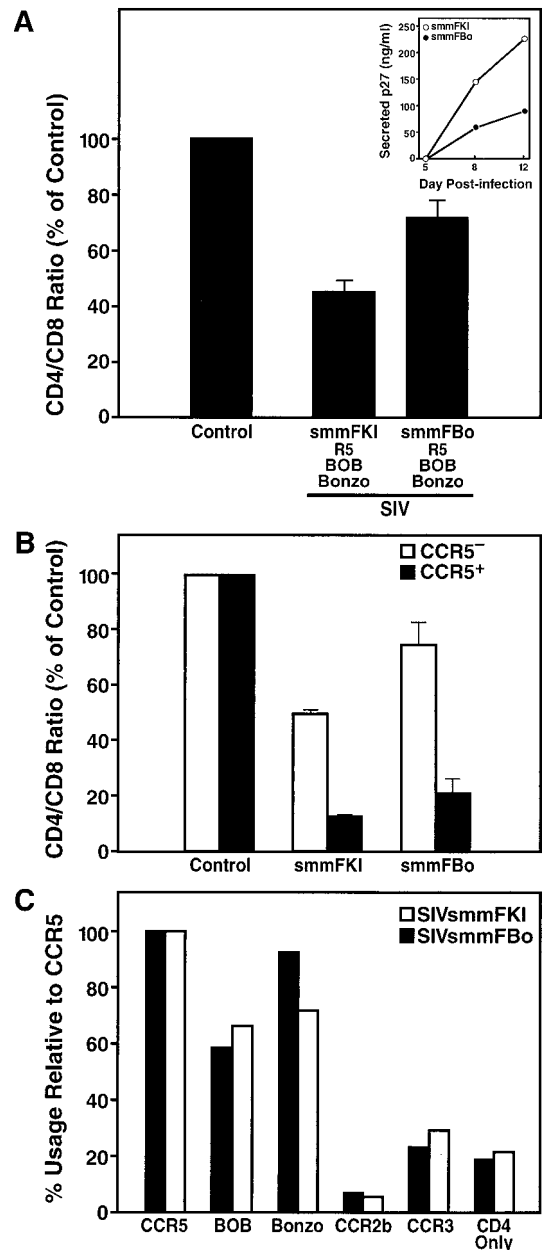 A
CD4/CD8 Ratio (% of Control)
100
80
60
40
20
0
Secreted p27 (ng/ml)
250
200
150
100
50
0
smmFKI
smmFBo
5
8
12
Day Post-infection
Control
smmFKI
R5
BOB
Bonzo
smmFBo
R5
BOB
Bonzo
SIV
B
CD4/CD8 Ratio (% of Control)
100
80
60
40
20
0
CCR5⁻
CCR5⁺
Control
smmFKI
smmFBo
C
% Usage Relative to CCR5
100
80
60
40
20
0
SIVsmmFKI
SIVsmmFBo
CCR5
BOB
Bonzo
CCR2b
CCR3
CD4
Only